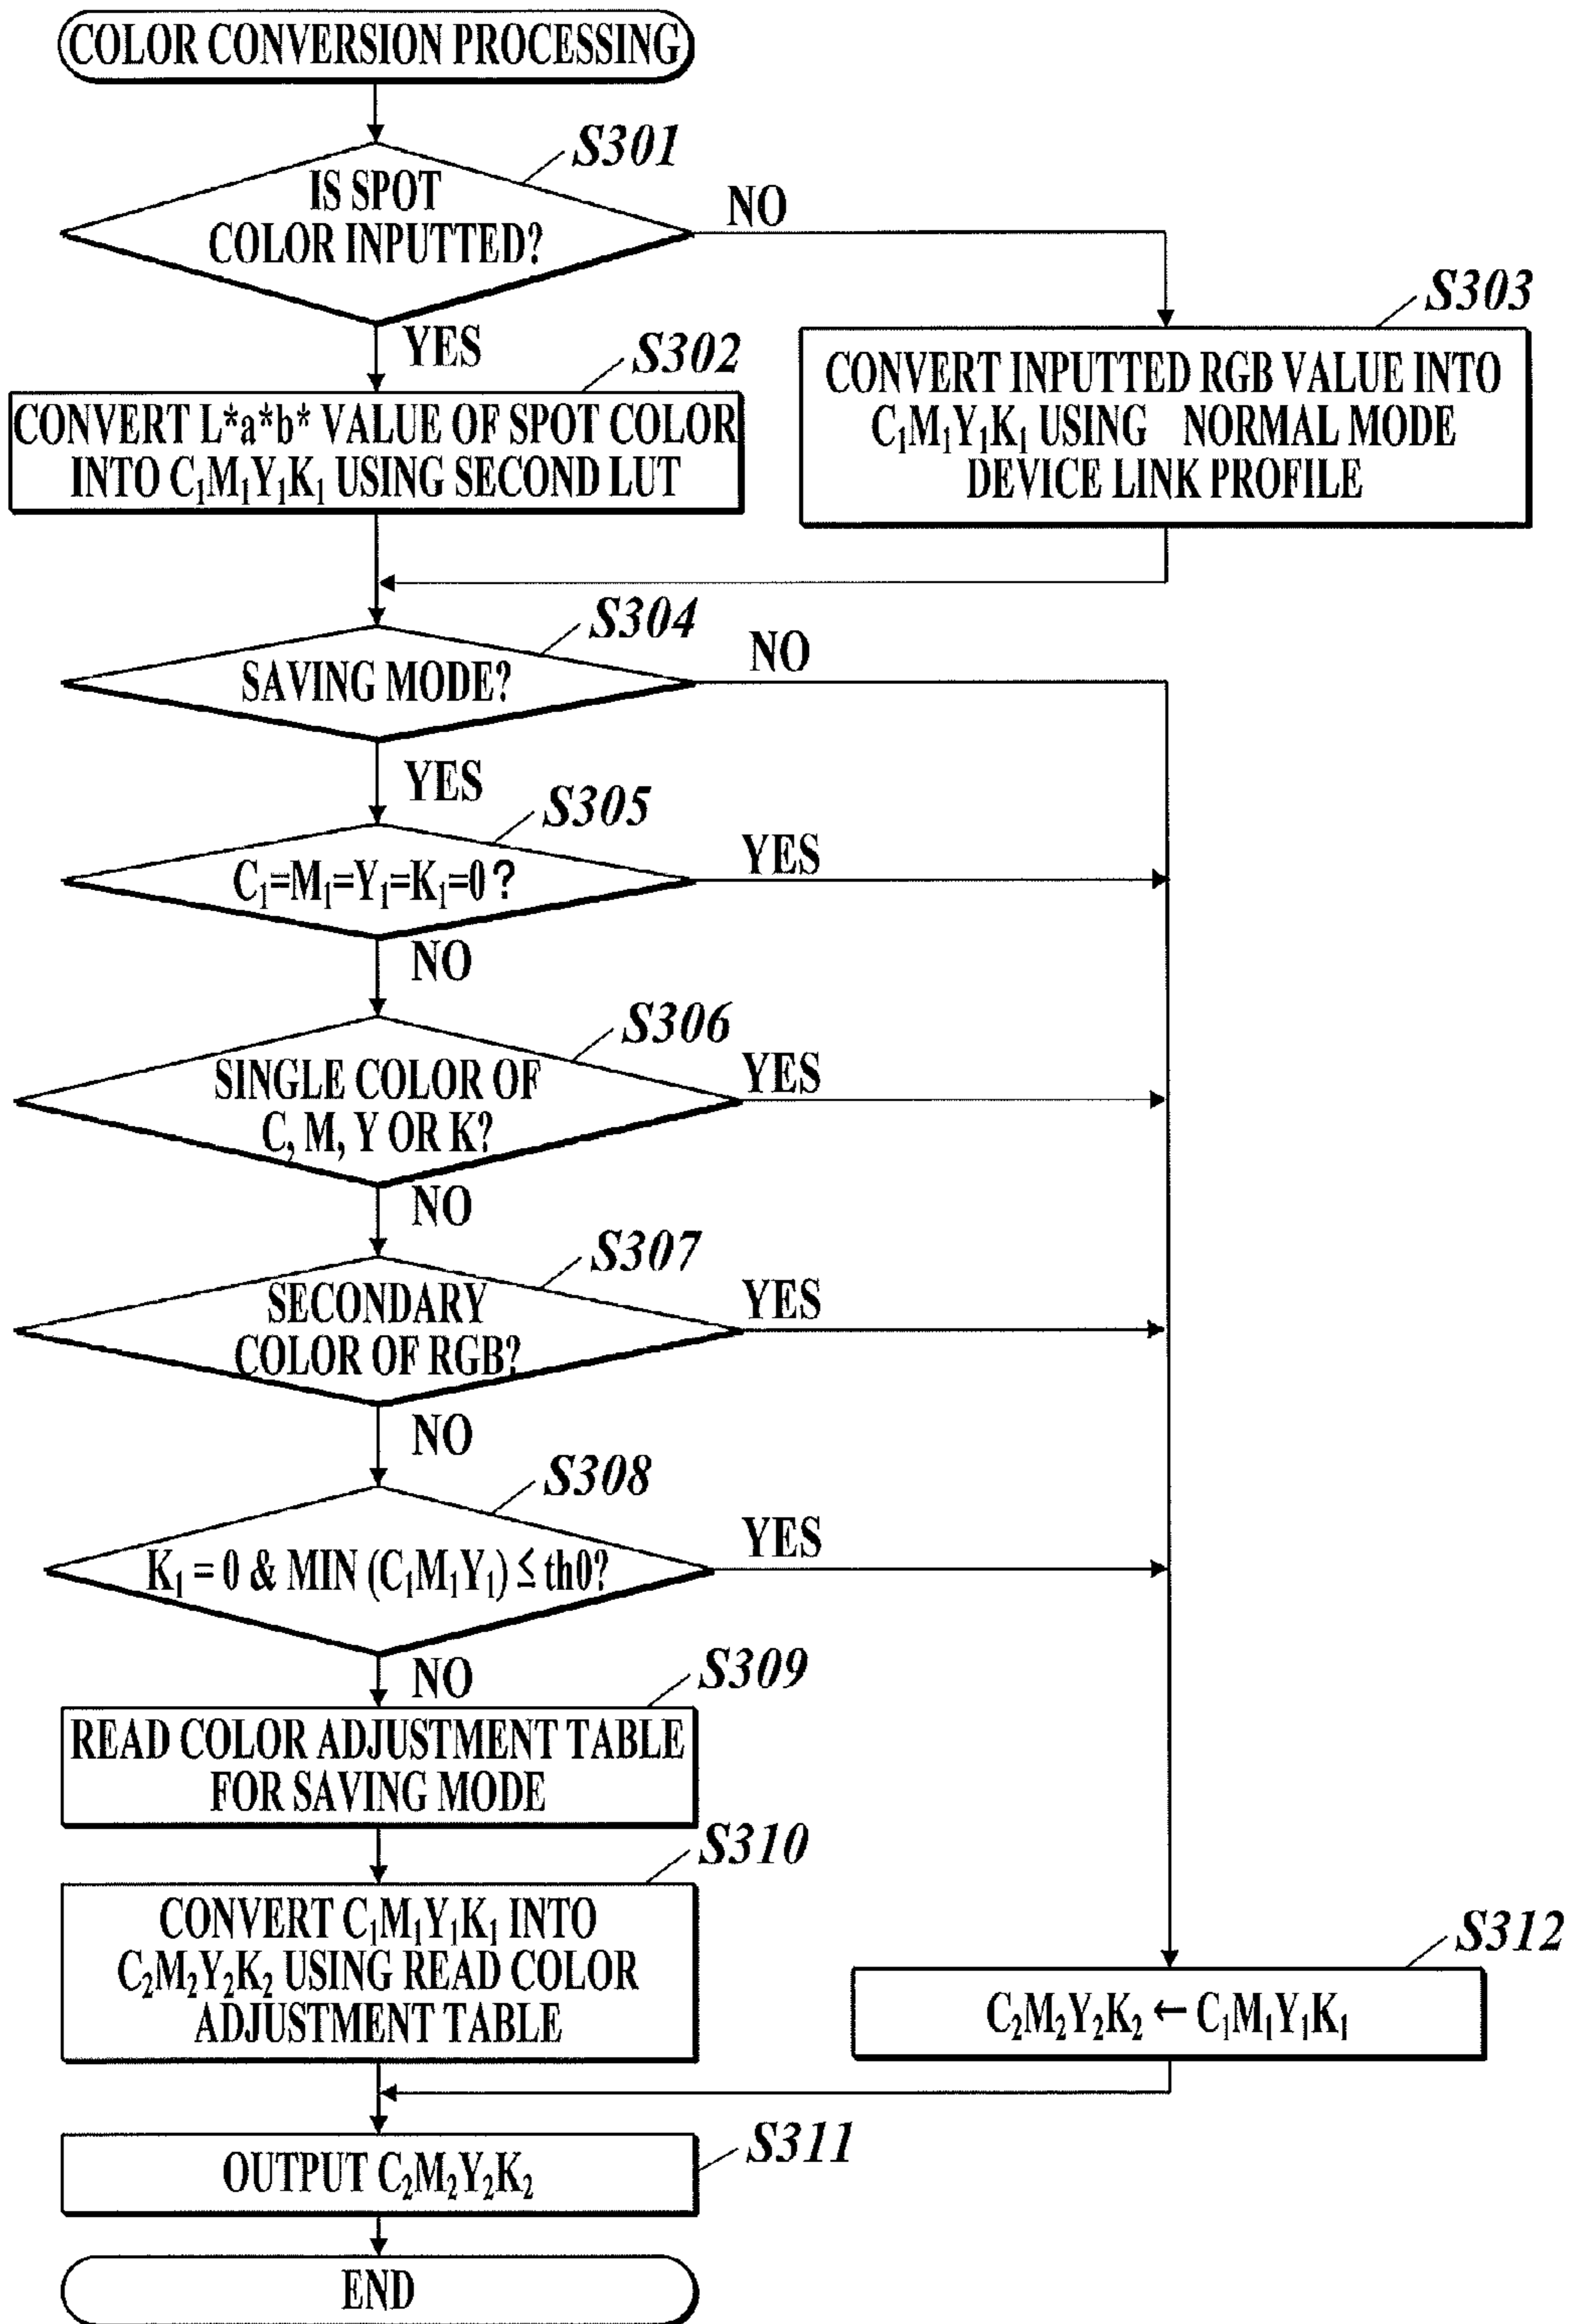 COLOR CONVERSION PROCESSING
S301
IS SPOT
COLOR INPUTTED?
NO
YES
S302
CONVERT L*a*b* VALUE OF SPOT COLOR
INTO C₁M₁Y₁K₁ USING SECOND LUT
S303
CONVERT INPUTTED RGB VALUE INTO
C₁M₁Y₁K₁ USING NORMAL MODE
DEVICE LINK PROFILE
S304
SAVING MODE?
NO
YES
S305
C₁=M₁=Y₁=K₁=0?
YES
NO
S306
SINGLE COLOR OF
C, M, Y OR K?
YES
NO
S307
SECONDARY
COLOR OF RGB?
YES
NO
S308
K₁ = 0 & MIN (C₁M₁Y₁) ≦ th0?
YES
NO
S309
READ COLOR ADJUSTMENT TABLE
FOR SAVING MODE
S310
CONVERT C₁M₁Y₁K₁ INTO
C₂M₂Y₂K₂ USING READ COLOR
ADJUSTMENT TABLE
S312
C₂M₂Y₂K₂ ← C₁M₁Y₁K₁
S311
OUTPUT C₂M₂Y₂K₂
END